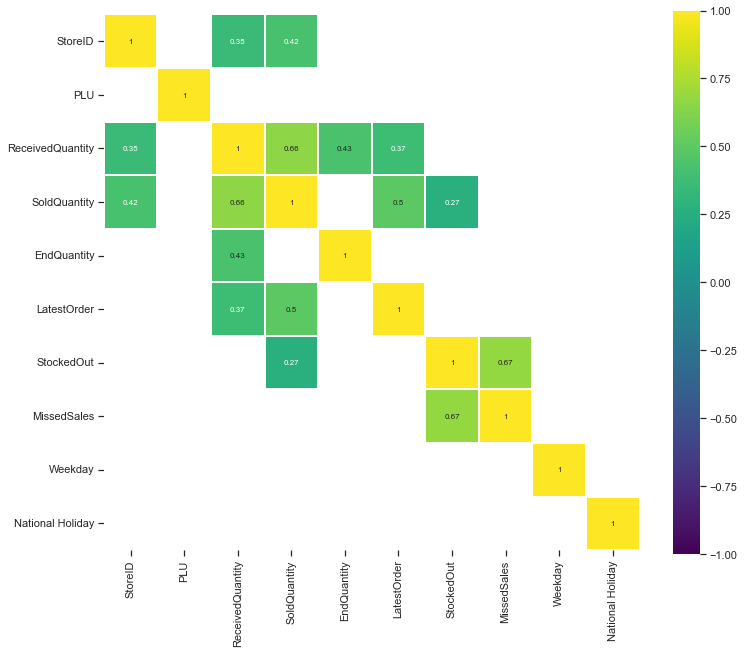 StoreID 1 0.35 0.42
PLU 1
ReceivedQuantity 0.35 1 0.66 0.43 0.37
SoldQuantity 0.42 0.66 1 0.5 0.27
EndQuantity 0.43 1
LatestOrder 0.37 0.5 1
StockedOut 0.27 1 0.67
MissedSales 0.67 1
Weekday 1
National Holiday 1
StoreID
PLU
ReceivedQuantity
SoldQuantity
EndQuantity
LatestOrder
StockedOut
MissedSales
Weekday
National Holiday
1.00
0.75
0.50
0.25
0.00
−0.25
−0.50
−0.75
−1.00